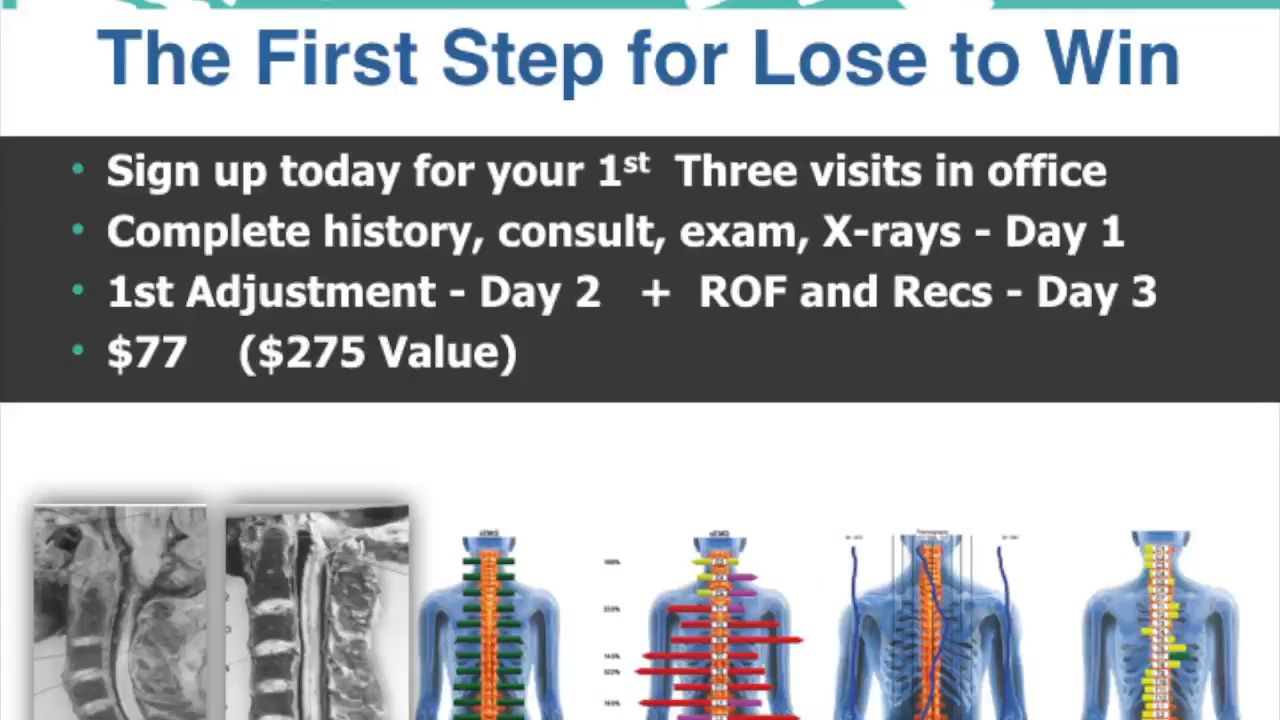 The First Step for Lose to Win
• Sign up today for your 1st Three visits in office
• Complete history, consult, exam, X-rays - Day 1
• 1st Adjustment - Day 2 + ROF and Recs - Day 3
• $77 ($275 Value)